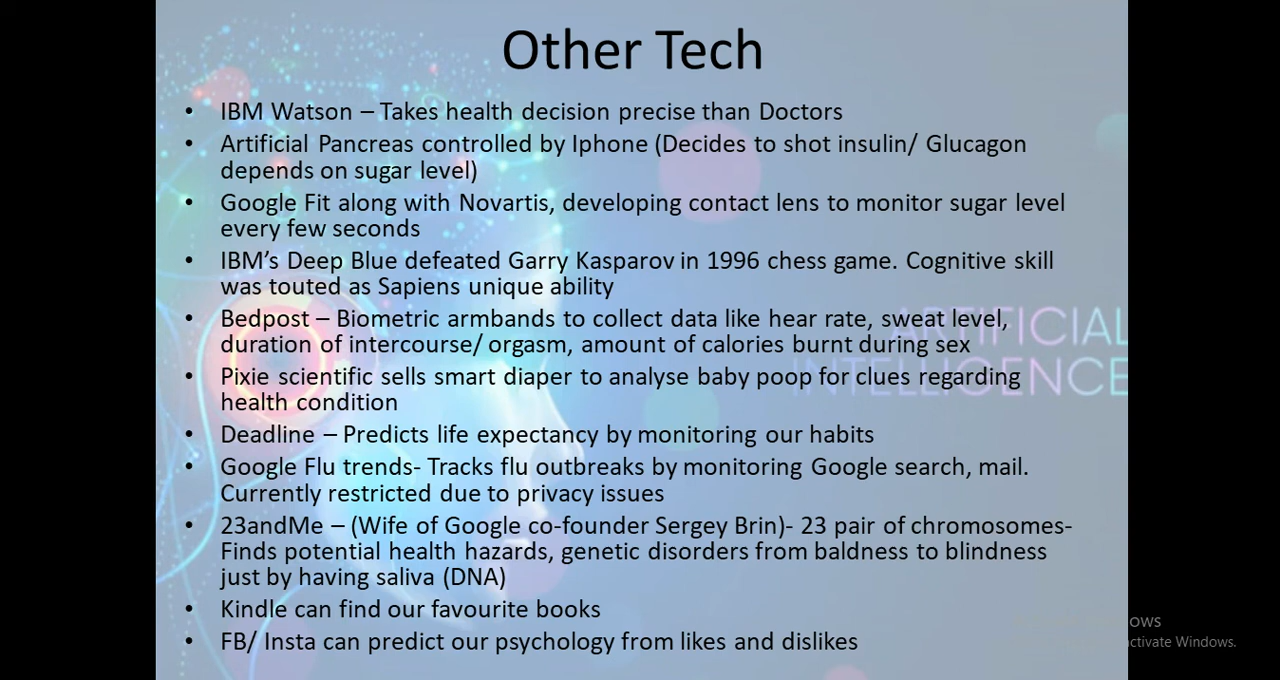 Other Tech
• IBM Watson – Takes health decision precise than Doctors
• Artificial Pancreas controlled by Iphone (Decides to shot insulin/ Glucagon
depends on sugar level)
• Google Fit along with Novartis, developing contact lens to monitor sugar level
every few seconds
• IBM's Deep Blue defeated Garry Kasparov in 1996 chess game. Cognitive skill
was touted as Sapiens unique ability
• Bedpost – Biometric armbands to collect data like hear rate, sweat level,
duration of intercourse/ orgasm, amount of calories burnt during sex
ARTIFICIAL
INTELLIGENCE
• Pixie scientific sells smart diaper to analyse baby poop for clues regarding
health condition
• Deadline – Predicts life expectancy by monitoring our habits
• Google Flu trends- Tracks flu outbreaks by monitoring Google search, mail.
Currently restricted due to privacy issues
• 23andMe – (Wife of Google co-founder Sergey Brin)- 23 pair of chromosomes-
Finds potential health hazards, genetic disorders from baldness to blindness
just by having saliva (DNA)
• Kindle can find our favourite books
• FB/ Insta can predict our psychology from likes and dislikes
ows
ctivate Windows.